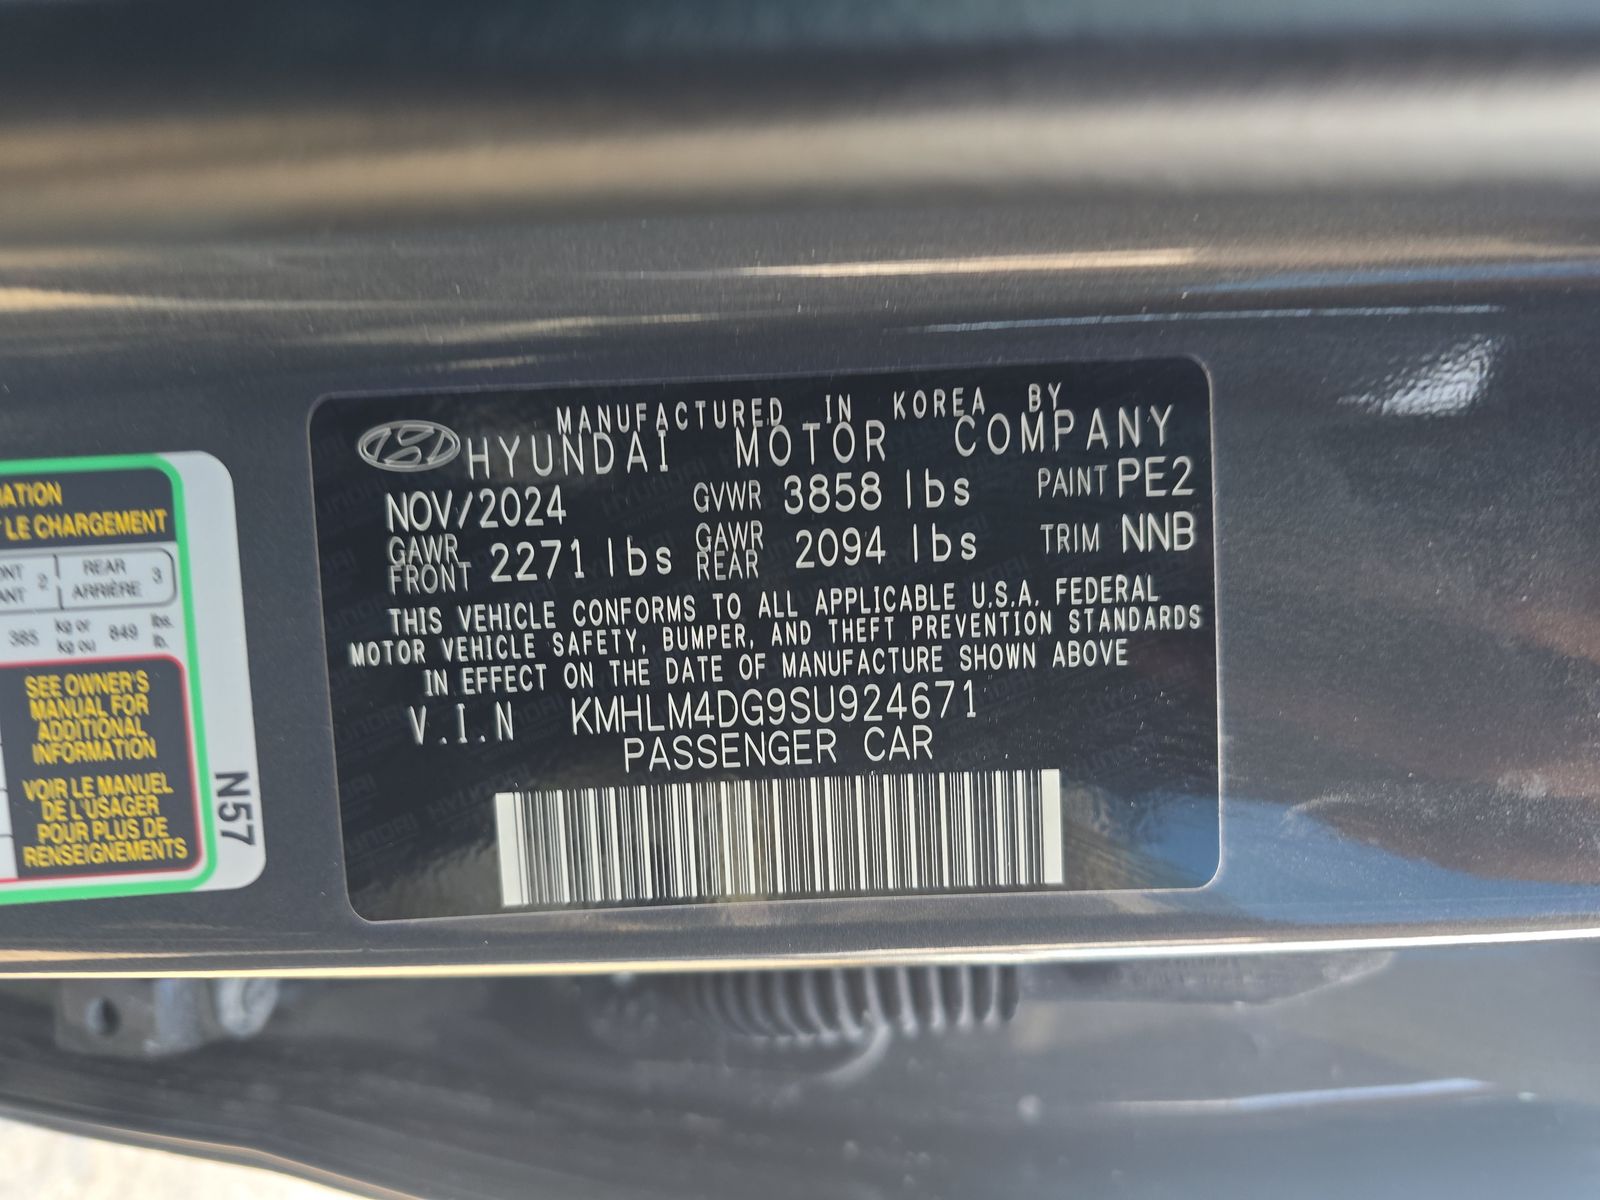 MANUFACTURED IN KOREA BY
HYUNDAI MOTOR COMPANY
NOV/2024 GVWR 3858 lbs PAINT PE2
GAWR FRONT 2271 lbs GAWR REAR 2094 lbs TRIM NNB
THIS VEHICLE CONFORMS TO ALL APPLICABLE U.S.A. FEDERAL
MOTOR VEHICLE SAFETY, BUMPER, AND THEFT PREVENTION STANDARDS
IN EFFECT ON THE DATE OF MANUFACTURE SHOWN ABOVE
V.I.N KMHLM4DG9SU924671
PASSENGER CAR
LE CHARGEMENT
2 REAR 3
ARRIÈRE
385 kg or 849 lbs.
kg ou lb.
SEE OWNER'S
MANUAL FOR
ADDITIONAL
INFORMATION
VOIR LE MANUEL
DE L'USAGER
POUR PLUS DE
RENSEIGNEMENTS
N57